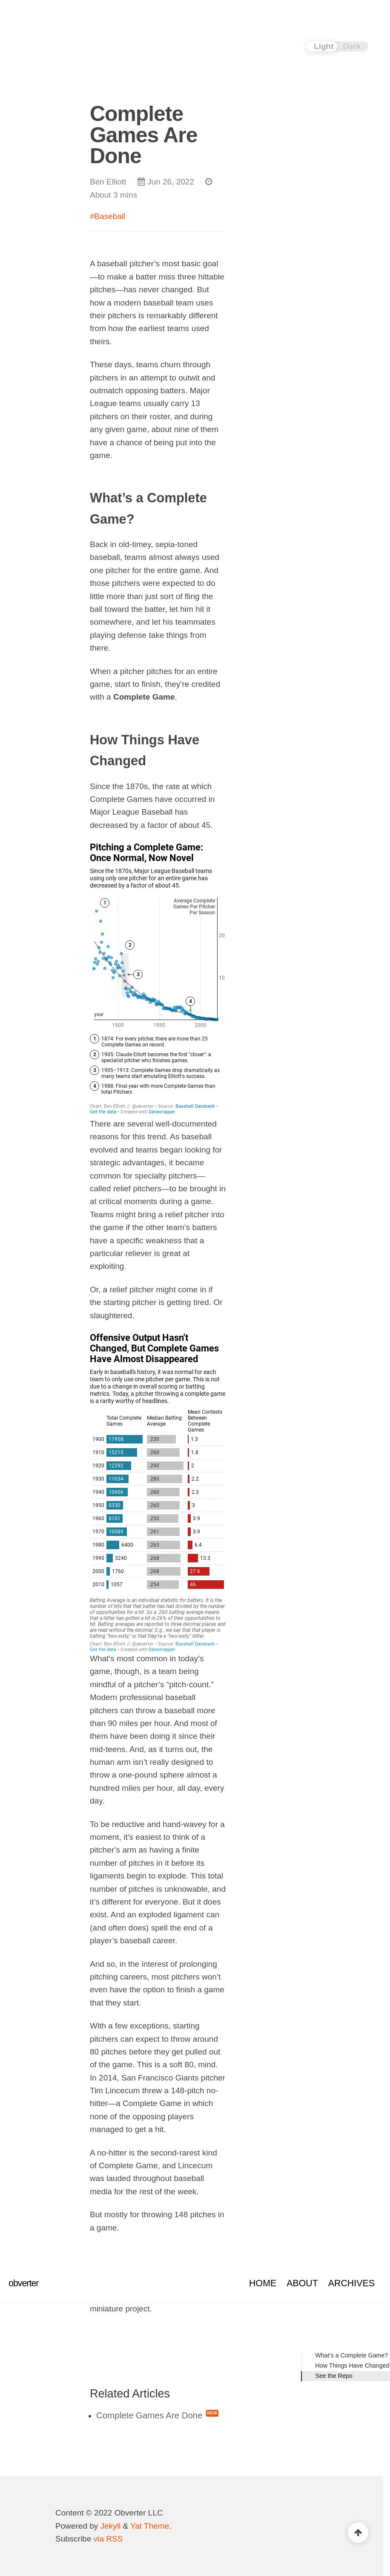 Light Dark
Complete
Games Are
Done
Ben Elliott Jun 26, 2022
About 3 mins
#Baseball
A baseball pitcher’s most basic goal
—to make a batter miss three hittable
pitches—has never changed. But
how a modern baseball team uses
their pitchers is remarkably different
from how the earliest teams used
theirs.
These days, teams churn through
pitchers in an attempt to outwit and
outmatch opposing batters. Major
League teams usually carry 13
pitchers on their roster, and during
any given game, about nine of them
have a chance of being put into the
game.
What’s a Complete
Game?
Back in old-timey, sepia-toned
baseball, teams almost always used
one pitcher for the entire game. And
those pitchers were expected to do
little more than just sort of fling the
ball toward the batter, let him hit it
somewhere, and let his teammates
playing defense take things from
there.
When a pitcher pitches for an entire
game, start to finish, they’re credited
with a Complete Game.
How Things Have
Changed
Since the 1870s, the rate at which
Complete Games have occurred in
Major League Baseball has
decreased by a factor of about 45.
Pitching a Complete Game:
Once Normal, Now Novel
Since the 1870s, Major League Baseball teams
using only one pitcher for an entire game has
decreased by a factor of about 45.
1
Average Complete
Games Per Pitcher
Per Season
20
2
3
10
4
year
1900 1950 2000
1 1874: For every pitcher, there are more than 25
Complete Games on record.
2 1905: Claude Elliott becomes the first "closer": a
specialist pitcher who finishes games.
3 1905–1913: Complete Games drop dramatically as
many teams start emulating Elliott's success.
4 1988: Final year with more Complete Games than
total Pitchers
Chart: Ben Elliott // @obverter • Source: Baseball Databank •
Get the data • Created with Datawrapper
There are several well-documented
reasons for this trend. As baseball
evolved and teams began looking for
strategic advantages, it became
common for specialty pitchers—
called relief pitchers—to be brought in
at critical moments during a game.
Teams might bring a relief pitcher into
the game if the other team’s batters
have a specific weakness that a
particular reliever is great at
exploiting.
Or, a relief pitcher might come in if
the starting pitcher is getting tired. Or
slaughtered.
Offensive Output Hasn't
Changed, But Complete Games
Have Almost Disappeared
Early in baseball's history, it was normal for each
team to only use one pitcher per game. This is not
due to a change in overall scoring or batting
metrics. Today, a pitcher throwing a complete game
is a rarity worthy of headlines.
Total Complete Games Median Batting Average Mean Contests Between Complete Games
1900 17958 .230 1.3
1910 15215 .260 1.8
1920 12392 .290 2
1930 11034 .280 2.2
1940 10606 .260 2.3
1950 8330 .260 3
1960 8101 .250 3.9
1970 10089 .261 3.9
1980 6400 .263 6.4
1990 3240 .268 13.3
2000 1760 .268 27.6
2010 1057 .254 46
Batting Average is an individual statistic for batters. It is the
number of hits that batter has had divided by the number
of opportunities for a hit. So a .260 batting average means
that a hitter has gotten a hit in 26% of their opportunities to
hit. Batting averages are reported to three decimal places and
are read without the decimal. E.g., we say that that player is
batting "two-sixty," or that they're a "two-sixty" hitter.
Chart: Ben Elliott // @obverter • Source: Baseball Databank •
Get the data • Created with Datawrapper
What’s most common in today’s
game, though, is a team being
mindful of a pitcher’s “pitch-count.”
Modern professional baseball
pitchers can throw a baseball more
than 90 miles per hour. And most of
them have been doing it since their
mid-teens. And, as it turns out, the
human arm isn’t really designed to
throw a one-pound sphere almost a
hundred miles per hour, all day, every
day.
To be reductive and hand-wavey for a
moment, it’s easiest to think of a
pitcher’s arm as having a finite
number of pitches in it before its
ligaments begin to explode. This total
number of pitches is unknowable, and
it’s different for everyone. But it does
exist. And an exploded ligament can
(and often does) spell the end of a
player’s baseball career.
And so, in the interest of prolonging
pitching careers, most pitchers won’t
even have the option to finish a game
that they start.
With a few exceptions, starting
pitchers can expect to throw around
80 pitches before they get pulled out
of the game. This is a soft 80, mind.
In 2014, San Francisco Giants pitcher
Tim Lincecum threw a 148-pitch no-
hitter—a Complete Game in which
none of the opposing players
managed to get a hit.
A no-hitter is the second-rarest kind
of Complete Game, and Lincecum
was lauded throughout baseball
media for the rest of the week.
But mostly for throwing 148 pitches in
a game.
obverter HOME ABOUT ARCHIVES
miniature project.
What’s a Complete Game?
How Things Have Changed
See the Repo
Related Articles
Complete Games Are Done NEW
Content © 2022 Obverter LLC
Powered by Jekyll & Yat Theme.
Subscribe via RSS